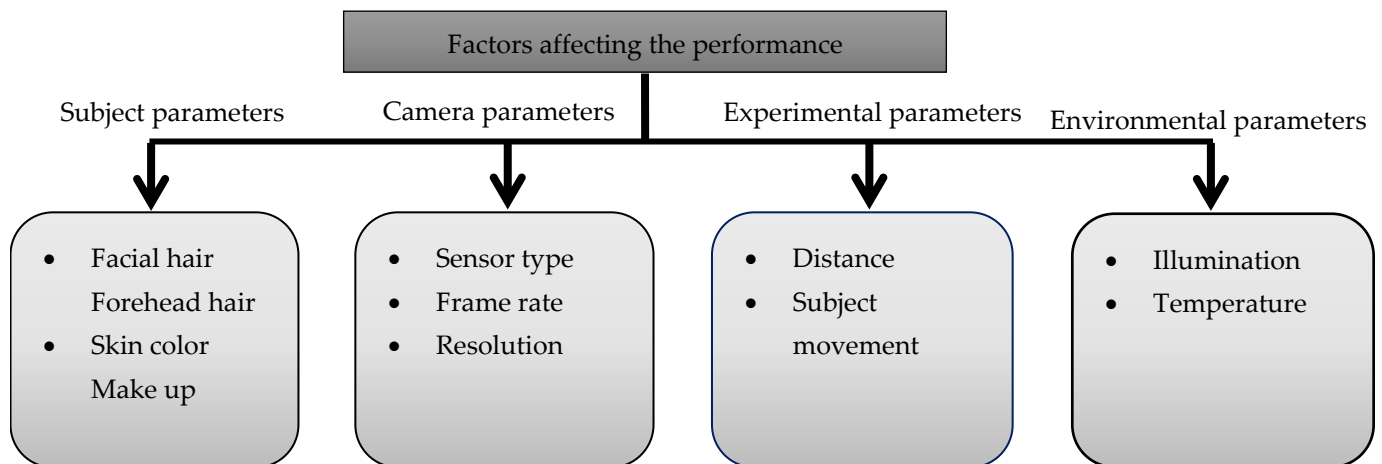 Factors affecting the performance
Subject parameters
Camera parameters
Experimental parameters
Environmental parameters
• Facial hair
Forehead hair
• Skin color
Make up
• Sensor type
• Frame rate
• Resolution
• Distance
• Subject
movement
• Illumination
• Temperature